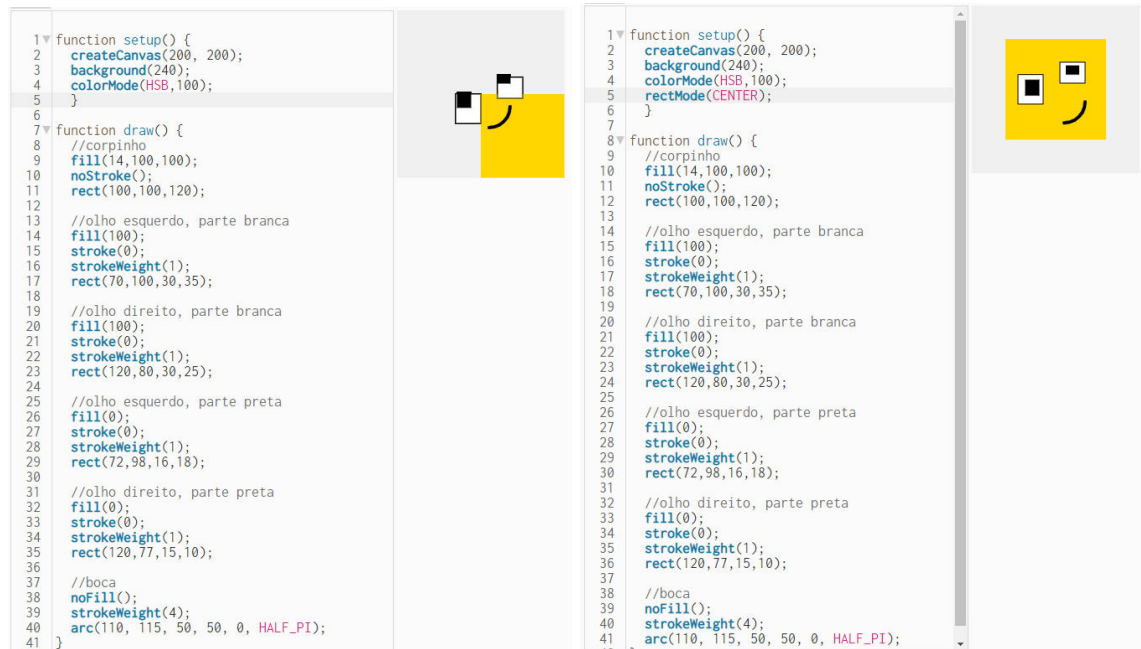 1 function setup() {
2 createCanvas(200, 200);
3 background(240);
4 colorMode(HSB,100);
5 }
6
7 function draw() {
8 //corpinho
9 fill(14,100,100);
10 noStroke();
11 rect(100,100,120);
12
13 //olho esquerdo, parte branca
14 fill(100);
15 stroke(0);
16 strokeWeight(1);
17 rect(70,100,30,35);
18
19 //olho direito, parte branca
20 fill(100);
21 stroke(0);
22 strokeWeight(1);
23 rect(120,80,30,25);
24
25 //olho esquerdo, parte preta
26 fill(0);
27 stroke(0);
28 strokeWeight(1);
29 rect(72,98,16,18);
30
31 //olho direito, parte preta
32 fill(0);
33 stroke(0);
34 strokeWeight(1);
35 rect(120,77,15,10);
36
37 //boca
38 noFill();
39 strokeWeight(4);
40 arc(110, 115, 50, 50, 0, HALF_PI);
41 }
1 function setup() {
2 createCanvas(200, 200);
3 background(240);
4 colorMode(HSB,100);
5 rectMode(CENTER);
6 }
7
8 function draw() {
9 //corpinho
10 fill(14,100,100);
11 noStroke();
12 rect(100,100,120);
13
14 //olho esquerdo, parte branca
15 fill(100);
16 stroke(0);
17 strokeWeight(1);
18 rect(70,100,30,35);
19
20 //olho direito, parte branca
21 fill(100);
22 stroke(0);
23 strokeWeight(1);
24 rect(120,80,30,25);
25
26 //olho esquerdo, parte preta
27 fill(0);
28 stroke(0);
29 strokeWeight(1);
30 rect(72,98,16,18);
31
32 //olho direito, parte preta
33 fill(0);
34 stroke(0);
35 strokeWeight(1);
36 rect(120,77,15,10);
37
38 //boca
39 noFill();
40 strokeWeight(4);
41 arc(110, 115, 50, 50, 0, HALF_PI);